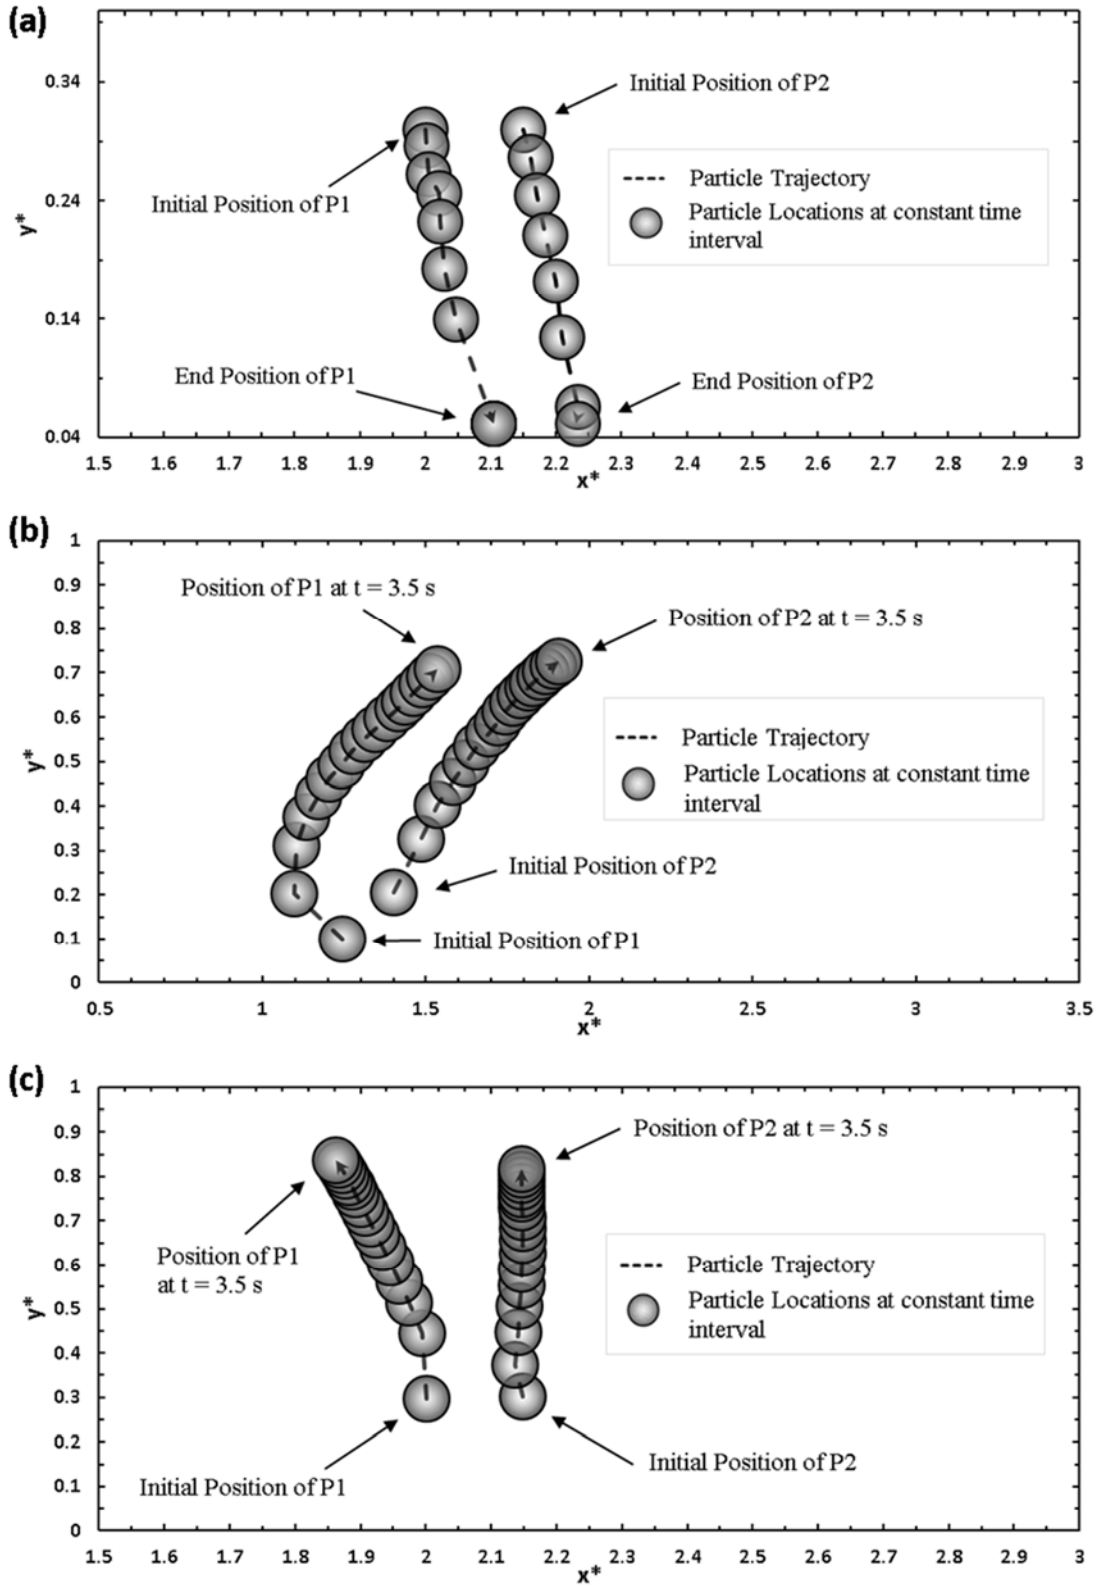 (a)
0.34
0.24
0.14
0.04
y*
Initial Position of P2
Initial Position of P1
Particle Trajectory
Particle Locations at constant time
interval
End Position of P1
End Position of P2
1.5 1.6 1.7 1.8 1.9 2 2.1 2.2 2.3 2.4 2.5 2.6 2.7 2.8 2.9 3
x*
(b)
1
0.9
0.8
0.7
0.6
0.5
0.4
0.3
0.2
0.1
0
y*
Position of P1 at t = 3.5 s
Position of P2 at t = 3.5 s
Particle Trajectory
Particle Locations at constant time
interval
Initial Position of P2
Initial Position of P1
0.5 1 1.5 2 2.5 3 3.5
x*
(c)
1
0.9
0.8
0.7
0.6
0.5
0.4
0.3
0.2
0.1
0
y*
Position of P2 at t = 3.5 s
Position of P1
at t = 3.5 s
Particle Trajectory
Particle Locations at constant time
interval
Initial Position of P1
Initial Position of P2
1.5 1.6 1.7 1.8 1.9 2 2.1 2.2 2.3 2.4 2.5 2.6 2.7 2.8 2.9 3
x*